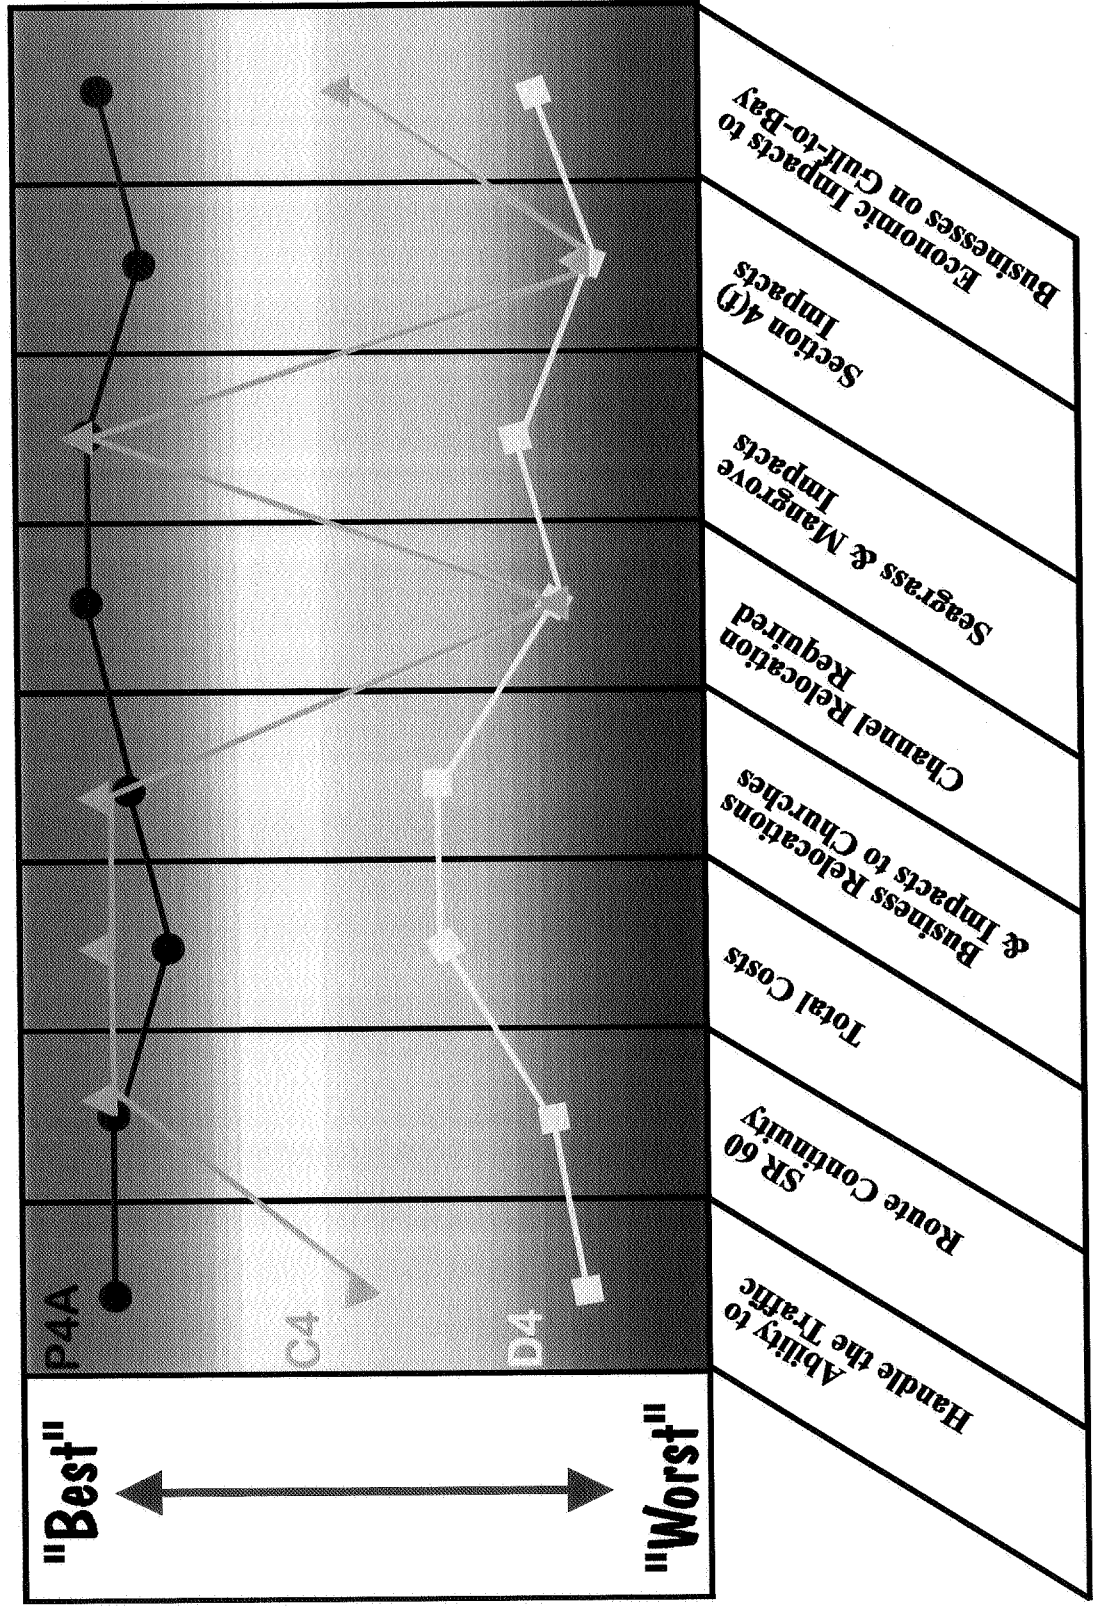 "Best"
"Worst"
P4A
C4
D4
Ability to
Handle the Traffic
SR 60
Route Continuity
Total Costs
Business Relocations
& Impacts to Churches
Channel Relocation
Required
Seagrass & Mangrove
Impacts
Section 4(f)
Impacts
Economic Impacts to
Businesses on Gulf-to-Bay